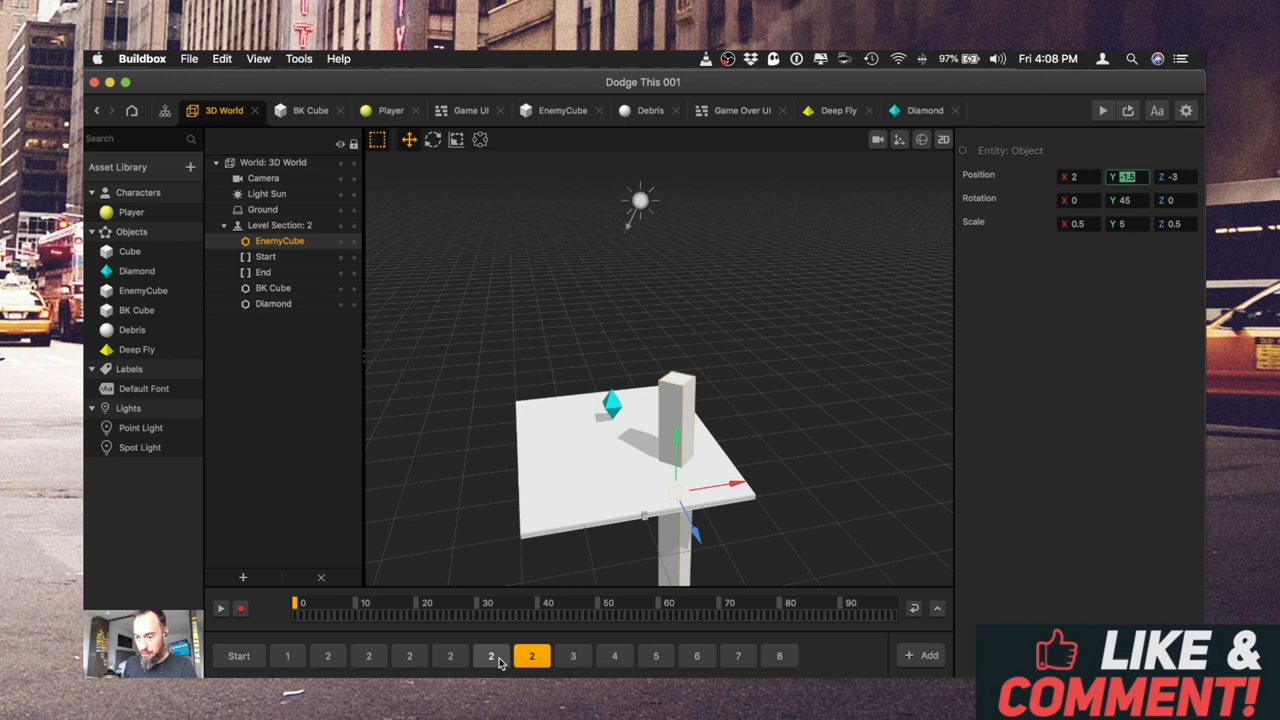 Buildbox File Edit View Tools Help 97% Fri 4:08 PM
Dodge This 001
3D World BK Cube Player Game UI EnemyCube Debris Game Over UI Deep Fly Diamond Aa
Search
2D
Asset Library
Characters
Player
Objects
Cube
Diamond
EnemyCube
BK Cube
Debris
Deep Fly
Labels
Aa Default Font
Lights
Point Light
Spot Light
World: 3D World
Camera
Light Sun
Ground
Level Section: 2
EnemyCube
Start
End
BK Cube
Diamond
Entity: Object
Position X 2 Y -1.5 Z -3
Rotation X 0 Y 45 Z 0
Scale X 0.5 Y 5 Z 0.5
0 10 20 30 40 50 60 70 80 90
Start 1 2 2 2 2 2 2 3 4 5 6 7 8 Add
LIKE &
COMMENT!